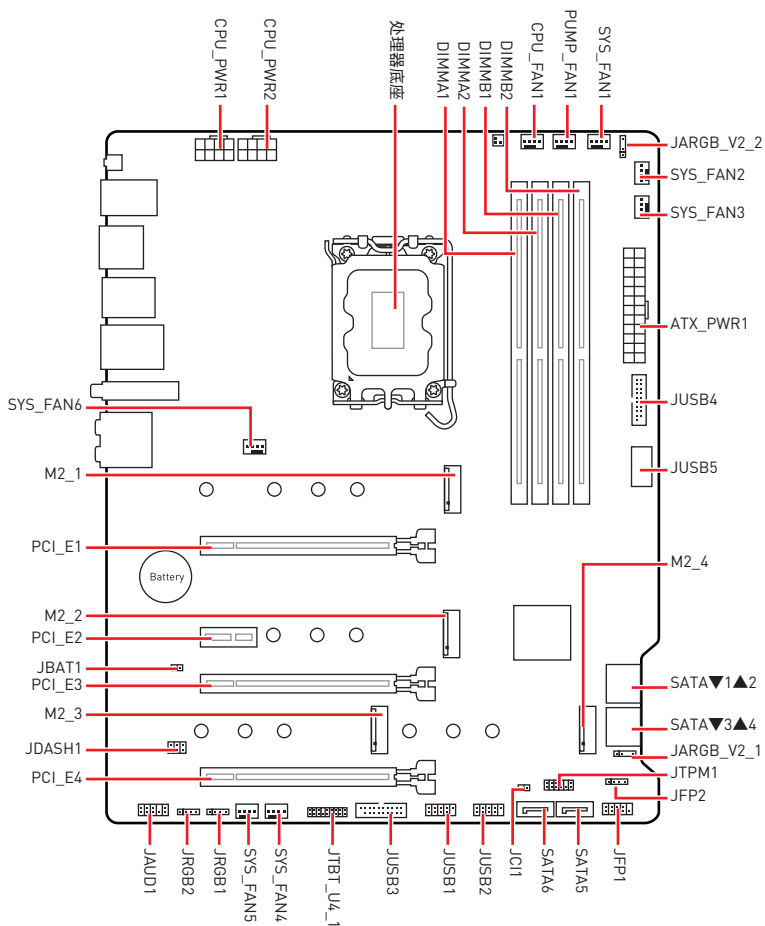 CPU_PWR1
CPU_PWR2
处理器底座
DIMMA1
DIMMA2
DIMMB1
DIMMB2
CPU_FAN1
PUMP_FAN1
SYS_FAN1
JARGB_V2_2
SYS_FAN2
SYS_FAN3
ATX_PWR1
JUSB4
JUSB5
SYS_FAN6
M2_1
PCI_E1
Battery
M2_4
M2_2
PCI_E2
JBAT1
PCI_E3
M2_3
JDASH1
PCI_E4
SATA▼1▲2
SATA▼3▲4
JARGB_V2_1
JTPM1
JFP2
JAUD1
JRGB2
JRGB1
SYS_FAN5
SYS_FAN4
JTBT_U4_1
JUSB3
JUSB1
JUSB2
JCI1
SATA6
SATA5
JFP1